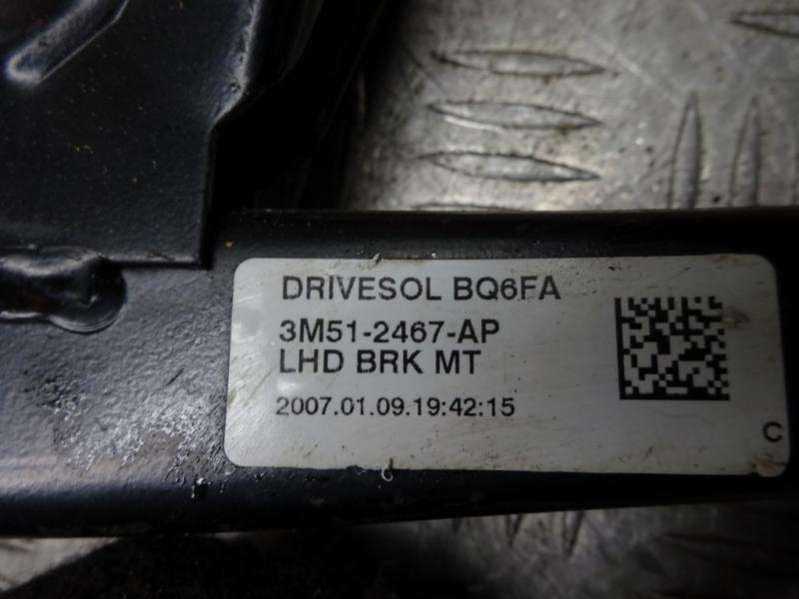 DRIVESOL BQ6FA
3M51-2467-AP
LHD BRK MT
2007.01.09.19:42:15
C